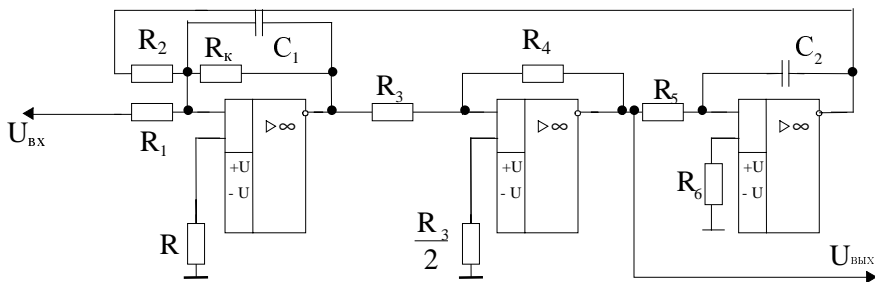 R₂
Rк
C₁
R₄
C₂
Uвх
R₁
R₃
R₅
▷∞
▷∞
▷∞
+U
- U
+U
- U
+U
- U
R
R₃
2
R₆
Uвых